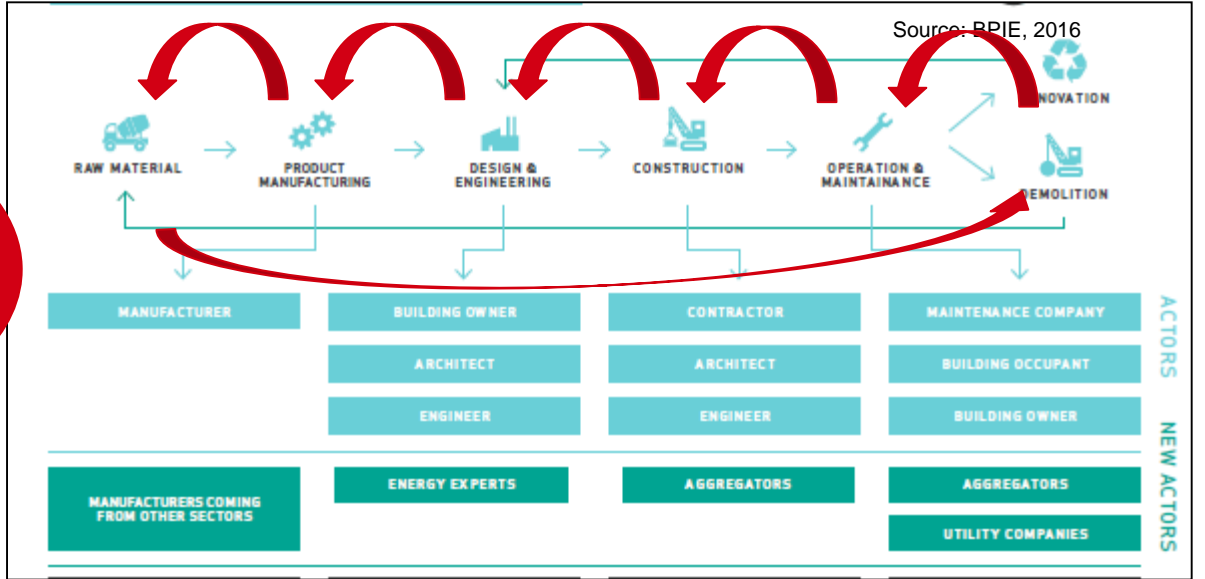 Source: BPIE, 2016
NOVATION
RAW MATERIAL
PRODUCT
MANUFACTURING
DESIGN &
ENGINEERING
CONSTRUCTION
OPERATION &
MAINTAINANCE
DEMOLITION
MANUFACTURER
BUILDING OWNER
CONTRACTOR
MAINTENANCE COMPANY
ARCHITECT
ARCHITECT
BUILDING OCCUPANT
ENGINEER
ENGINEER
BUILDING OWNER
ACTORS
MANUFACTURERS COMING
FROM OTHER SECTORS
ENERGY EXPERTS
AGGREGATORS
AGGREGATORS
UTILITY COMPANIES
NEW ACTORS